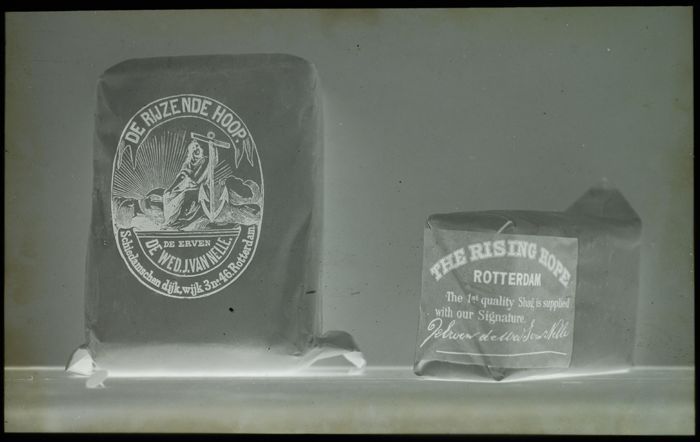 DE RIJZENDE HOOP.
DE ERVEN
DE WED. J. VAN NELLE.
Schiedamschen dijk, wijk 3 nr. 46. Rotterdam
THE RISING HOPE
ROTTERDAM
The 1st quality Shag is supplied
with our Signature.